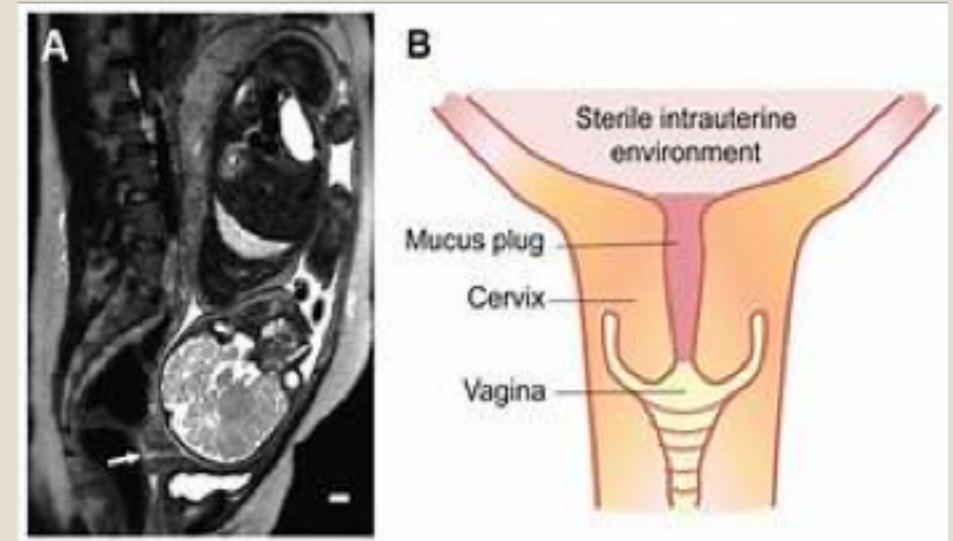 A
B
Sterile intrauterine
environment
Mucus plug
Cervix
Vagina